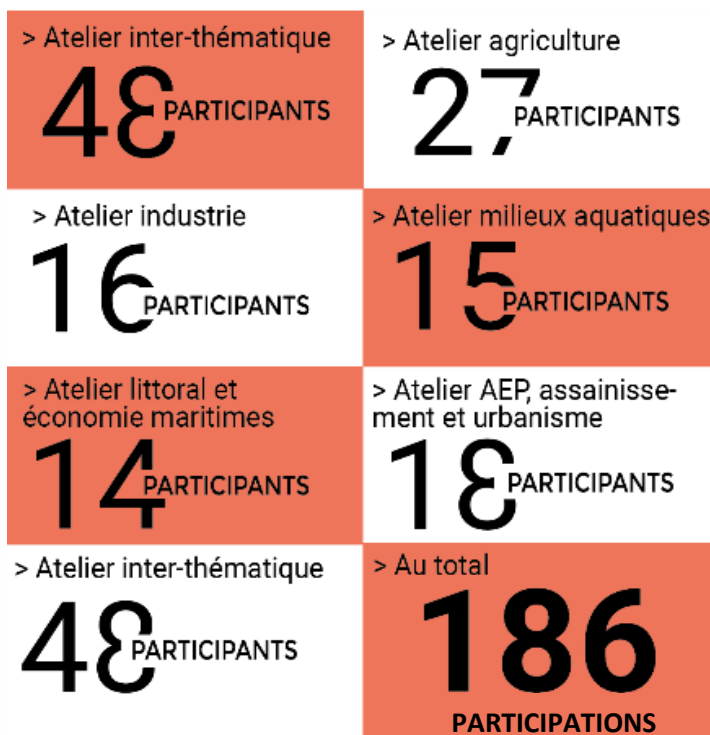 > Atelier inter-thématique
48 PARTICIPANTS
> Atelier agriculture
27 PARTICIPANTS
> Atelier industrie
16 PARTICIPANTS
> Atelier milieux aquatiques
15 PARTICIPANTS
> Atelier littoral et
économie maritimes
14 PARTICIPANTS
> Atelier AEP, assainisse-
ment et urbanisme
18 PARTICIPANTS
> Atelier inter-thématique
48 PARTICIPANTS
> Au total
186
PARTICIPATIONS